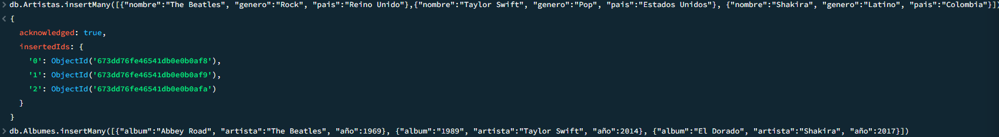 > db.Artistas.insertMany([{"nombre":"The Beatles", "genero":"Rock", "pais":"Reino Unido"},{"nombre":"Taylor Swift", "genero":"Pop", "pais":"Estados Unidos"}, {"nombre":"Shakira", "genero":"Latino", "pais":"Colombia"}])
< {
acknowledged: true,
insertedIds: {
'0': ObjectId('673dd76fe46541db0e0b0af8'),
'1': ObjectId('673dd76fe46541db0e0b0af9'),
'2': ObjectId('673dd76fe46541db0e0b0afa')
}
}
> db.Albumes.insertMany([{"album":"Abbey Road", "artista":"The Beatles", "año":1969}, {"album":"1989", "artista":"Taylor Swift", "año":2014}, {"album":"El Dorado", "artista":"Shakira", "año":2017}])